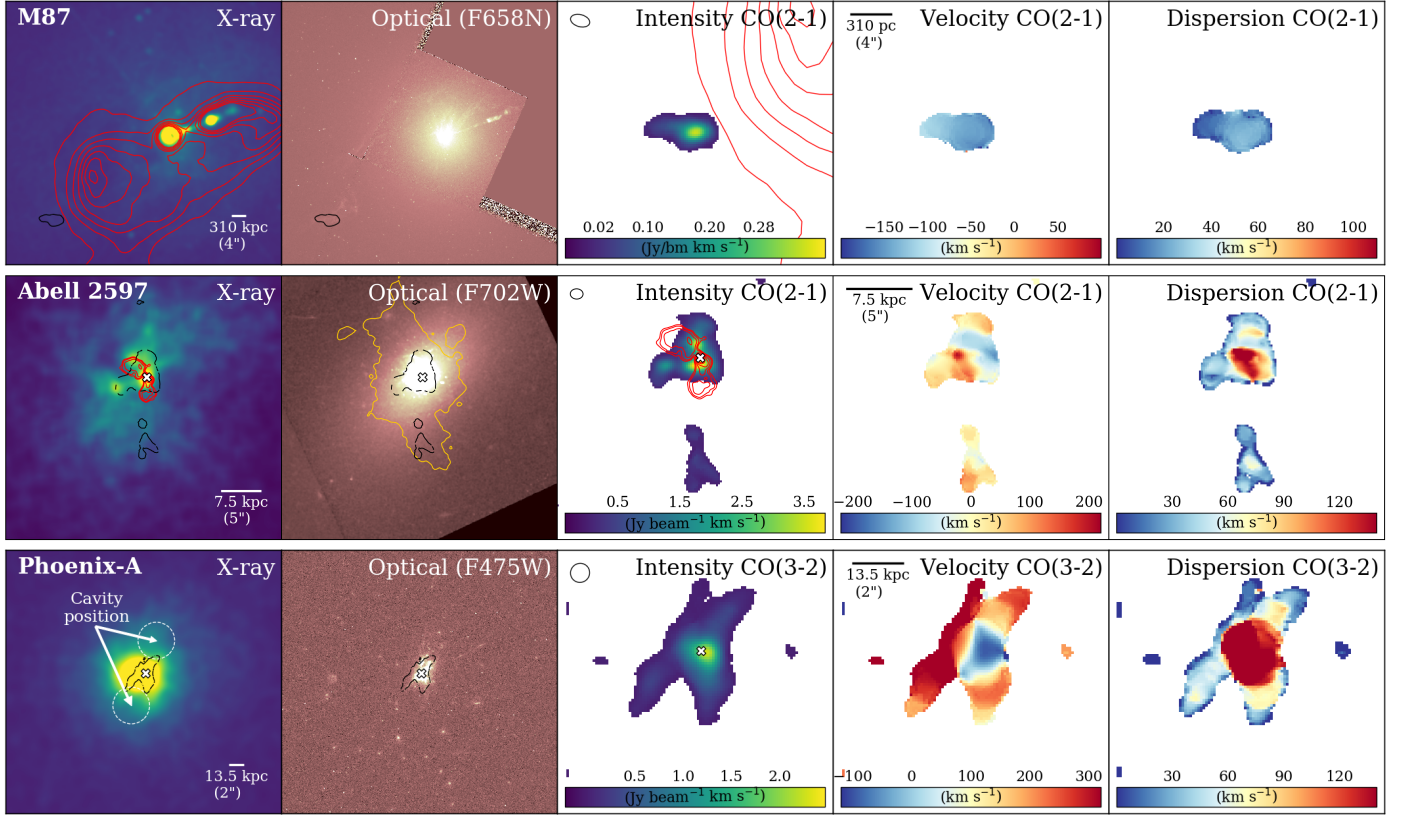 M87
X-ray
310 kpc
(4")
Optical (F658N)
Intensity CO(2-1)
0.02 0.10 0.20 0.28
(Jy/bm km s⁻¹)
310 pc
(4")
Velocity CO(2-1)
−150 −100 −50 0 50
(km s⁻¹)
Dispersion CO(2-1)
20 40 60 80 100
(km s⁻¹)
Abell 2597
X-ray
7.5 kpc
(5")
Optical (F702W)
Intensity CO(2-1)
0.5 1.5 2.5 3.5
(Jy beam⁻¹ km s⁻¹)
7.5 kpc
(5")
Velocity CO(2-1)
−200 −100 0 100 200
(km s⁻¹)
Dispersion CO(2-1)
30 60 90 120
(km s⁻¹)
Phoenix-A
X-ray
Cavity
position
13.5 kpc
(2")
Optical (F475W)
Intensity CO(3-2)
0.5 1.0 1.5 2.0
(Jy beam⁻¹ km s⁻¹)
13.5 kpc
(2")
Velocity CO(3-2)
−100 0 100 200 300
(km s⁻¹)
Dispersion CO(3-2)
30 60 90 120
(km s⁻¹)